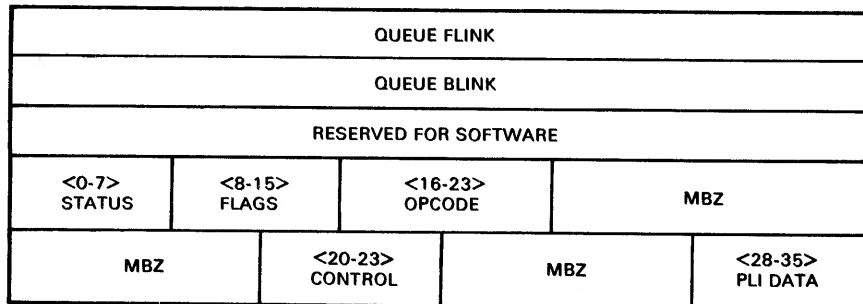 QUEUE FLINK
QUEUE BLINK
RESERVED FOR SOFTWARE
<0-7> <8-15> <16-23>
STATUS FLAGS OPCODE MBZ
MBZ <20-23> CONTROL MBZ <28-35> PLI DATA